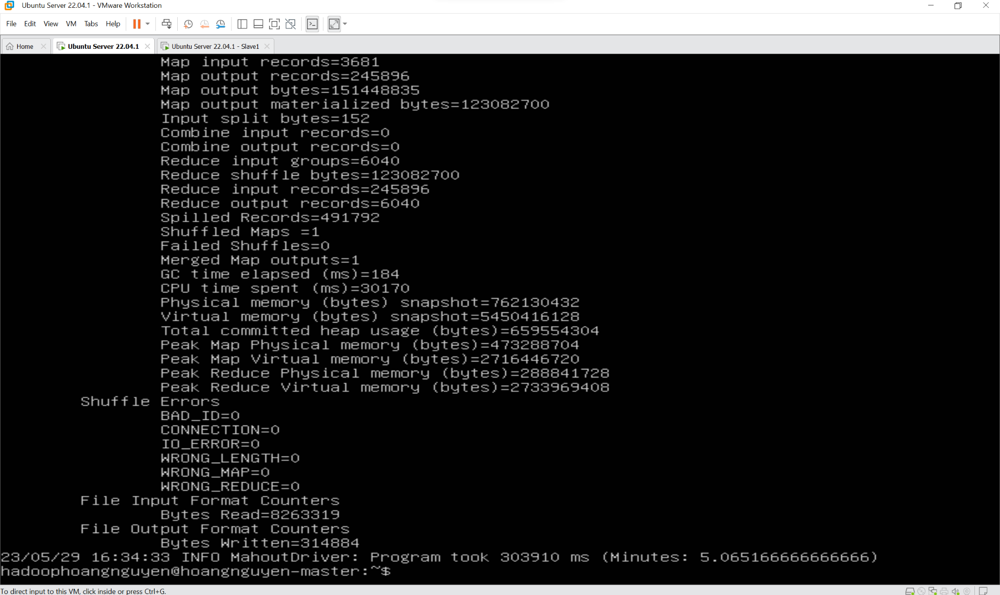 Ubuntu Server 22.04.1 - VMware Workstation
File Edit View VM Tabs Help
Home Ubuntu Server 22.04.1 Ubuntu Server 22.04.1 - Slave1
Map input records=3681
Map output records=245896
Map output bytes=151448835
Map output materialized bytes=123082700
Input split bytes=152
Combine input records=0
Combine output records=0
Reduce input groups=6040
Reduce shuffle bytes=123082700
Reduce input records=245896
Reduce output records=6040
Spilled Records=491792
Shuffled Maps =1
Failed Shuffles=0
Merged Map outputs=1
GC time elapsed (ms)=184
CPU time spent (ms)=30170
Physical memory (bytes) snapshot=762130432
Virtual memory (bytes) snapshot=5450416128
Total committed heap usage (bytes)=659554304
Peak Map Physical memory (bytes)=473288704
Peak Map Virtual memory (bytes)=2716446720
Peak Reduce Physical memory (bytes)=288841728
Peak Reduce Virtual memory (bytes)=2733969408
Shuffle Errors
BAD_ID=0
CONNECTION=0
IO_ERROR=0
WRONG_LENGTH=0
WRONG_MAP=0
WRONG_REDUCE=0
File Input Format Counters
Bytes Read=8263319
File Output Format Counters
Bytes Written=314884
23/05/29 16:34:33 INFO MahoutDriver: Program took 303910 ms (Minutes: 5.065166666666666)
hadoophoangnguyen@hoangnguyen-master:~$
To direct input to this VM, click inside or press Ctrl+G.